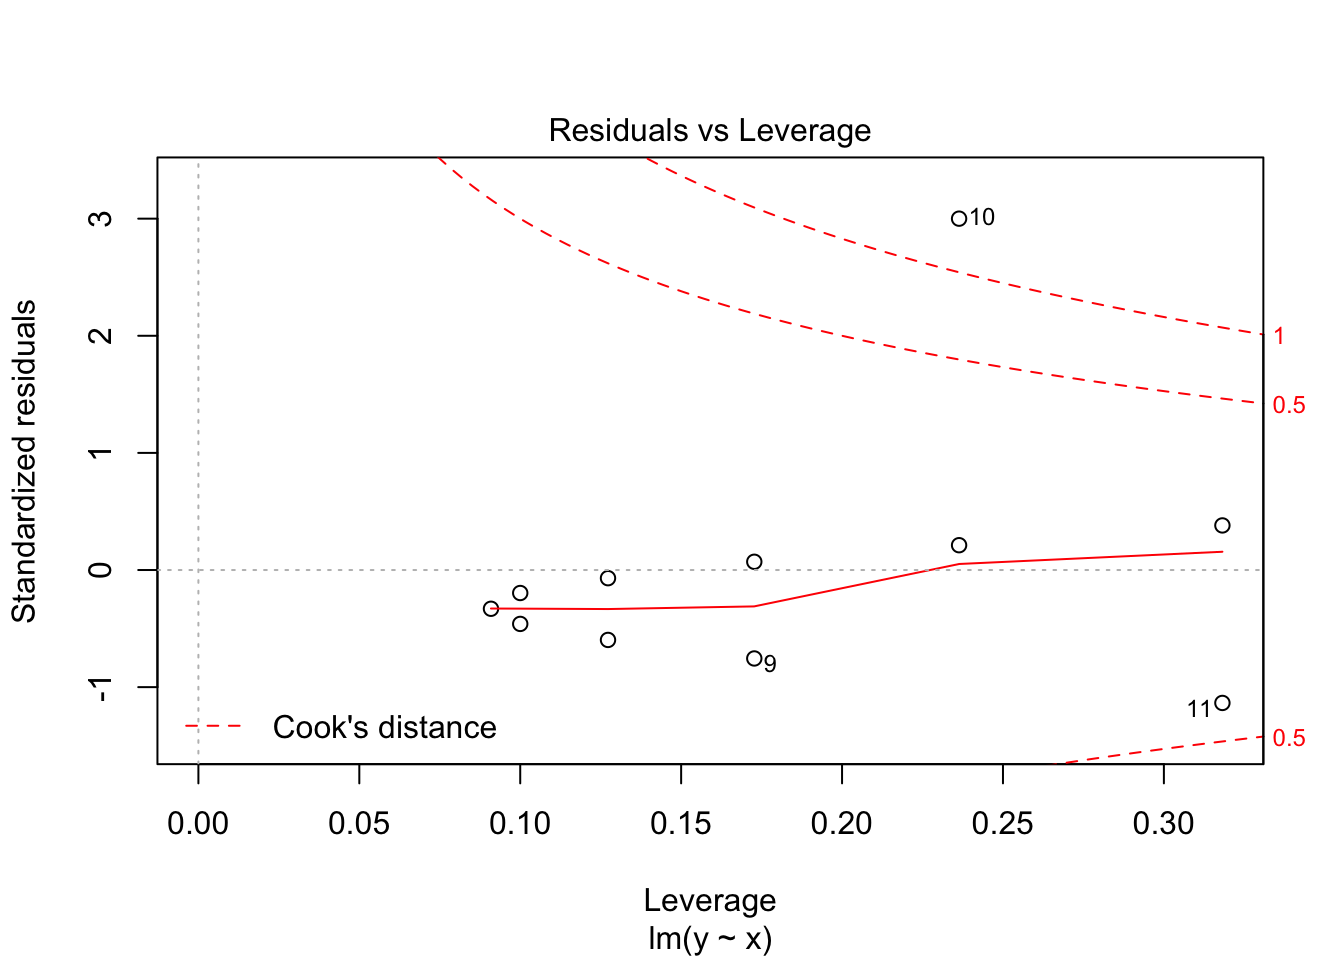 Residuals vs Leverage
Standardized residuals
3
2
1
0
-1
10
9
11
1
0.5
0.5
Cook's distance
0.00 0.05 0.10 0.15 0.20 0.25 0.30
Leverage
lm(y ~ x)